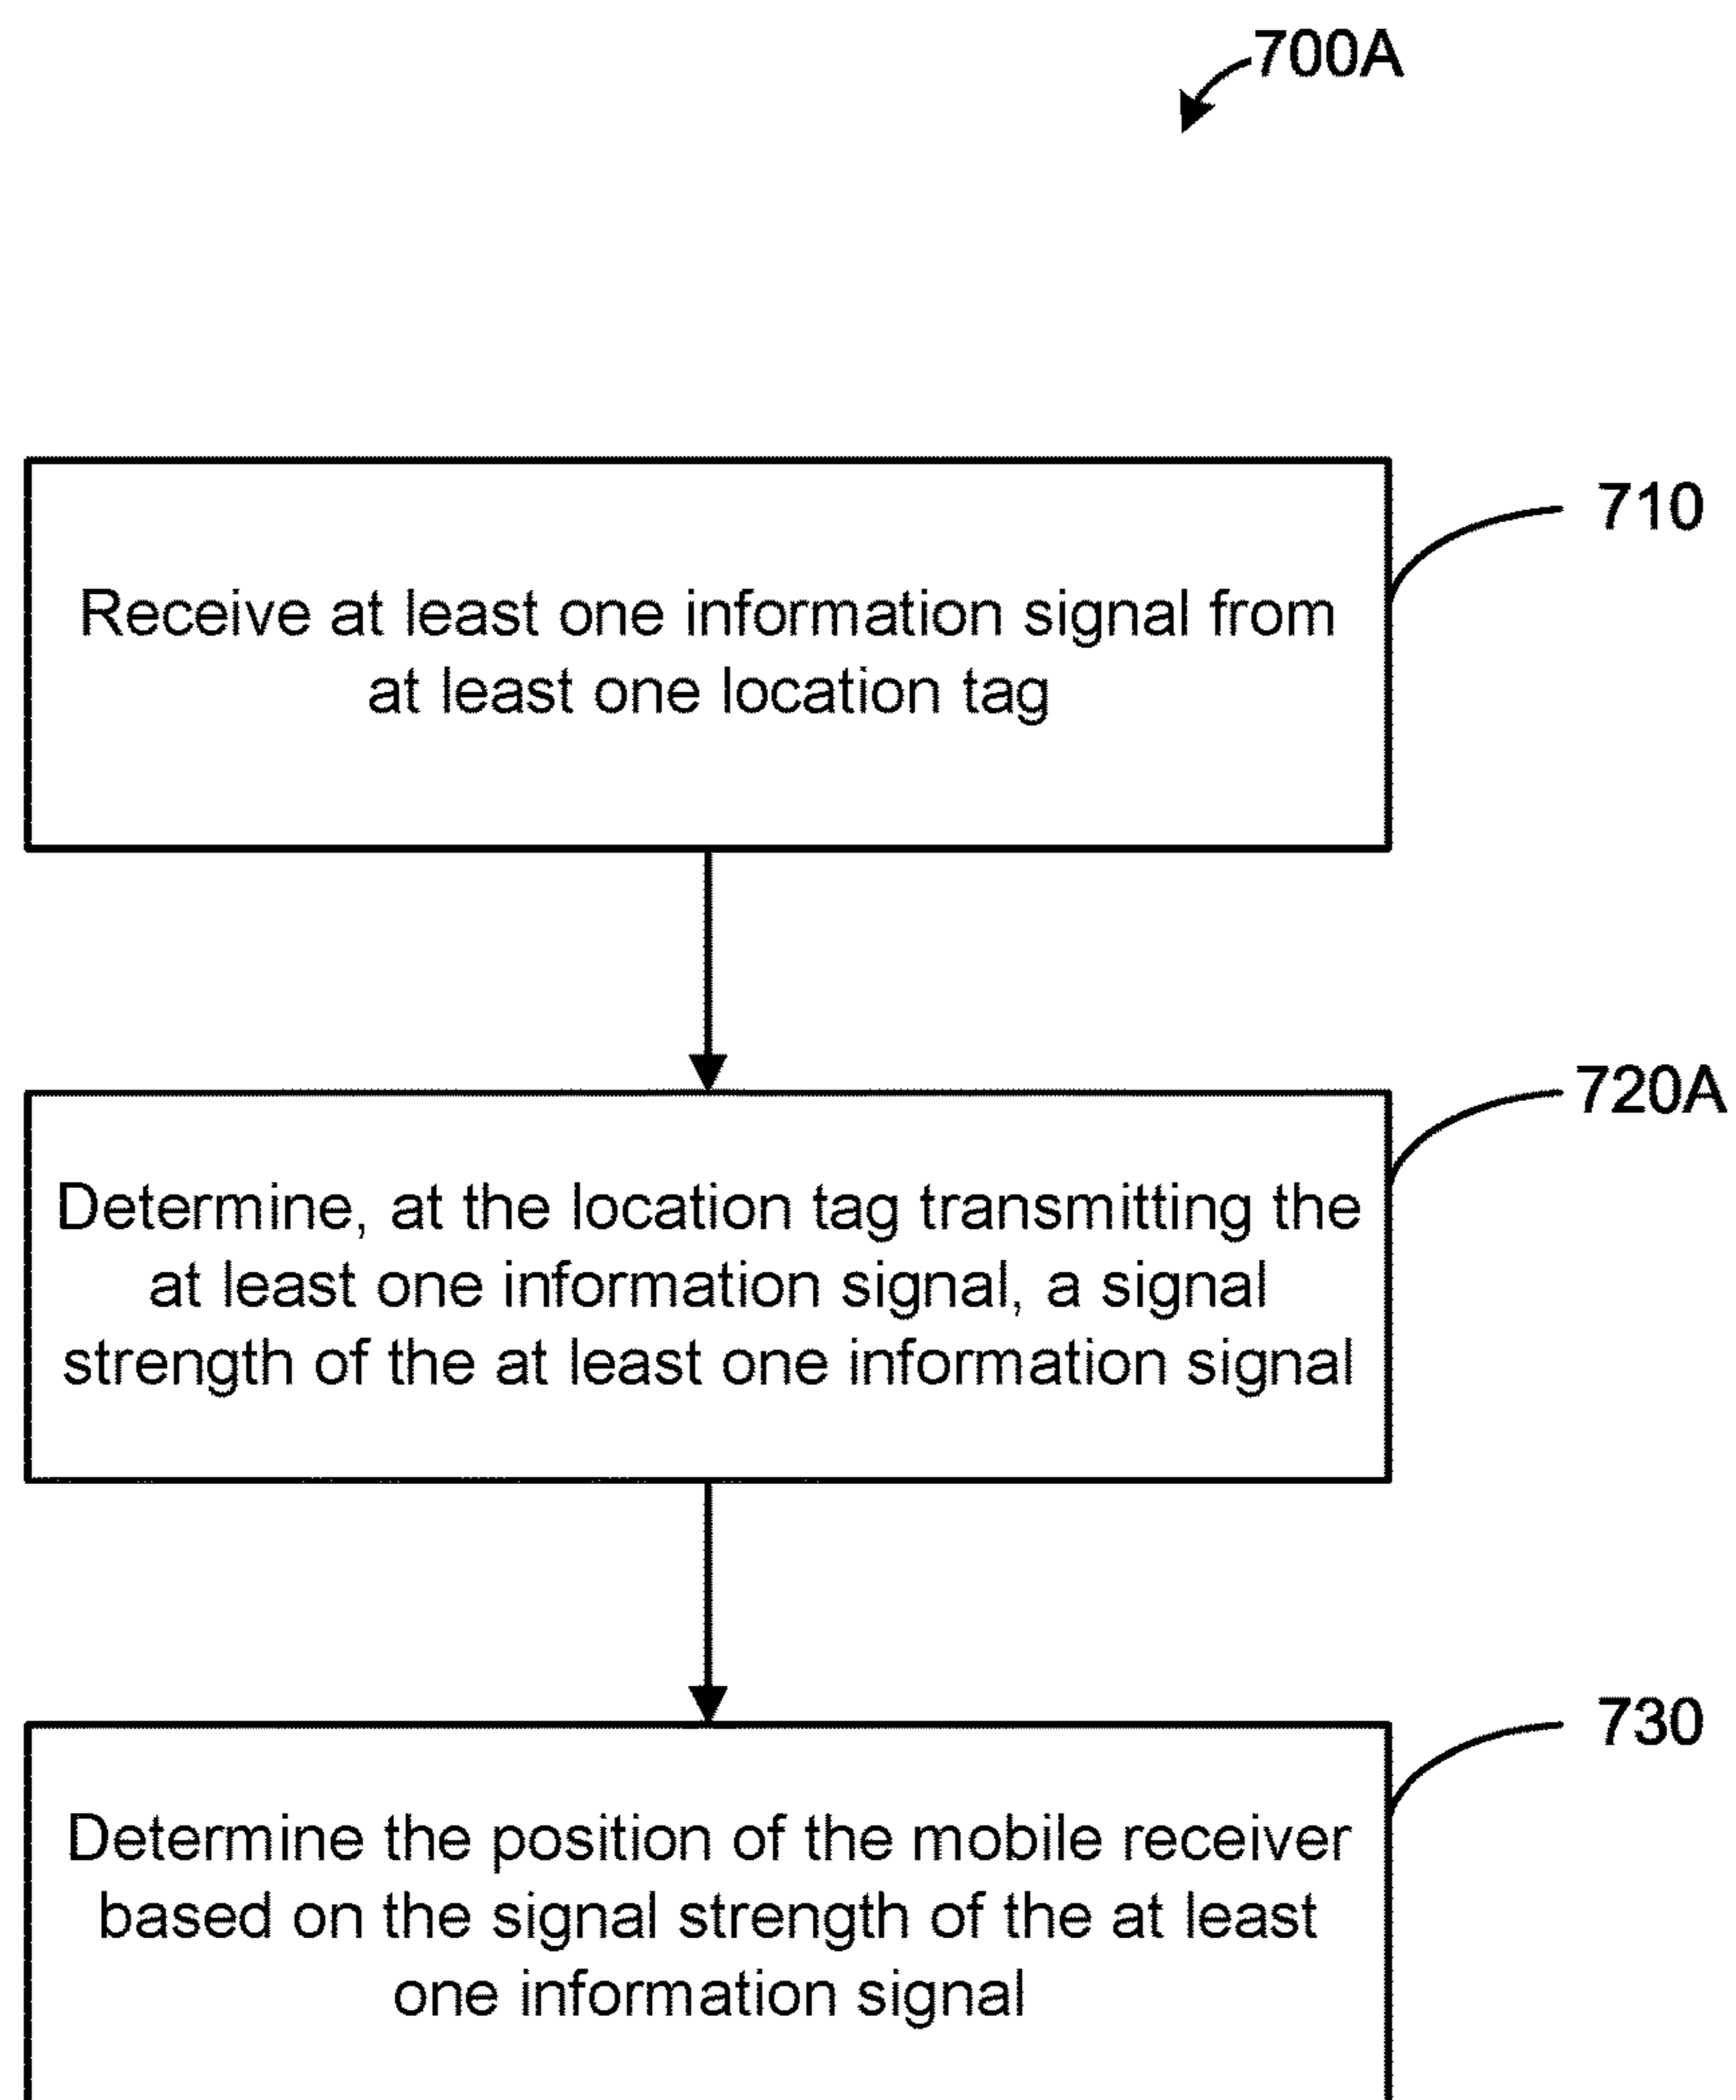 700A
710
Receive at least one information signal from
at least one location tag
720A
Determine, at the location tag transmitting the
at least one information signal, a signal
strength of the at least one information signal
730
Determine the position of the mobile receiver
based on the signal strength of the at least
one information signal